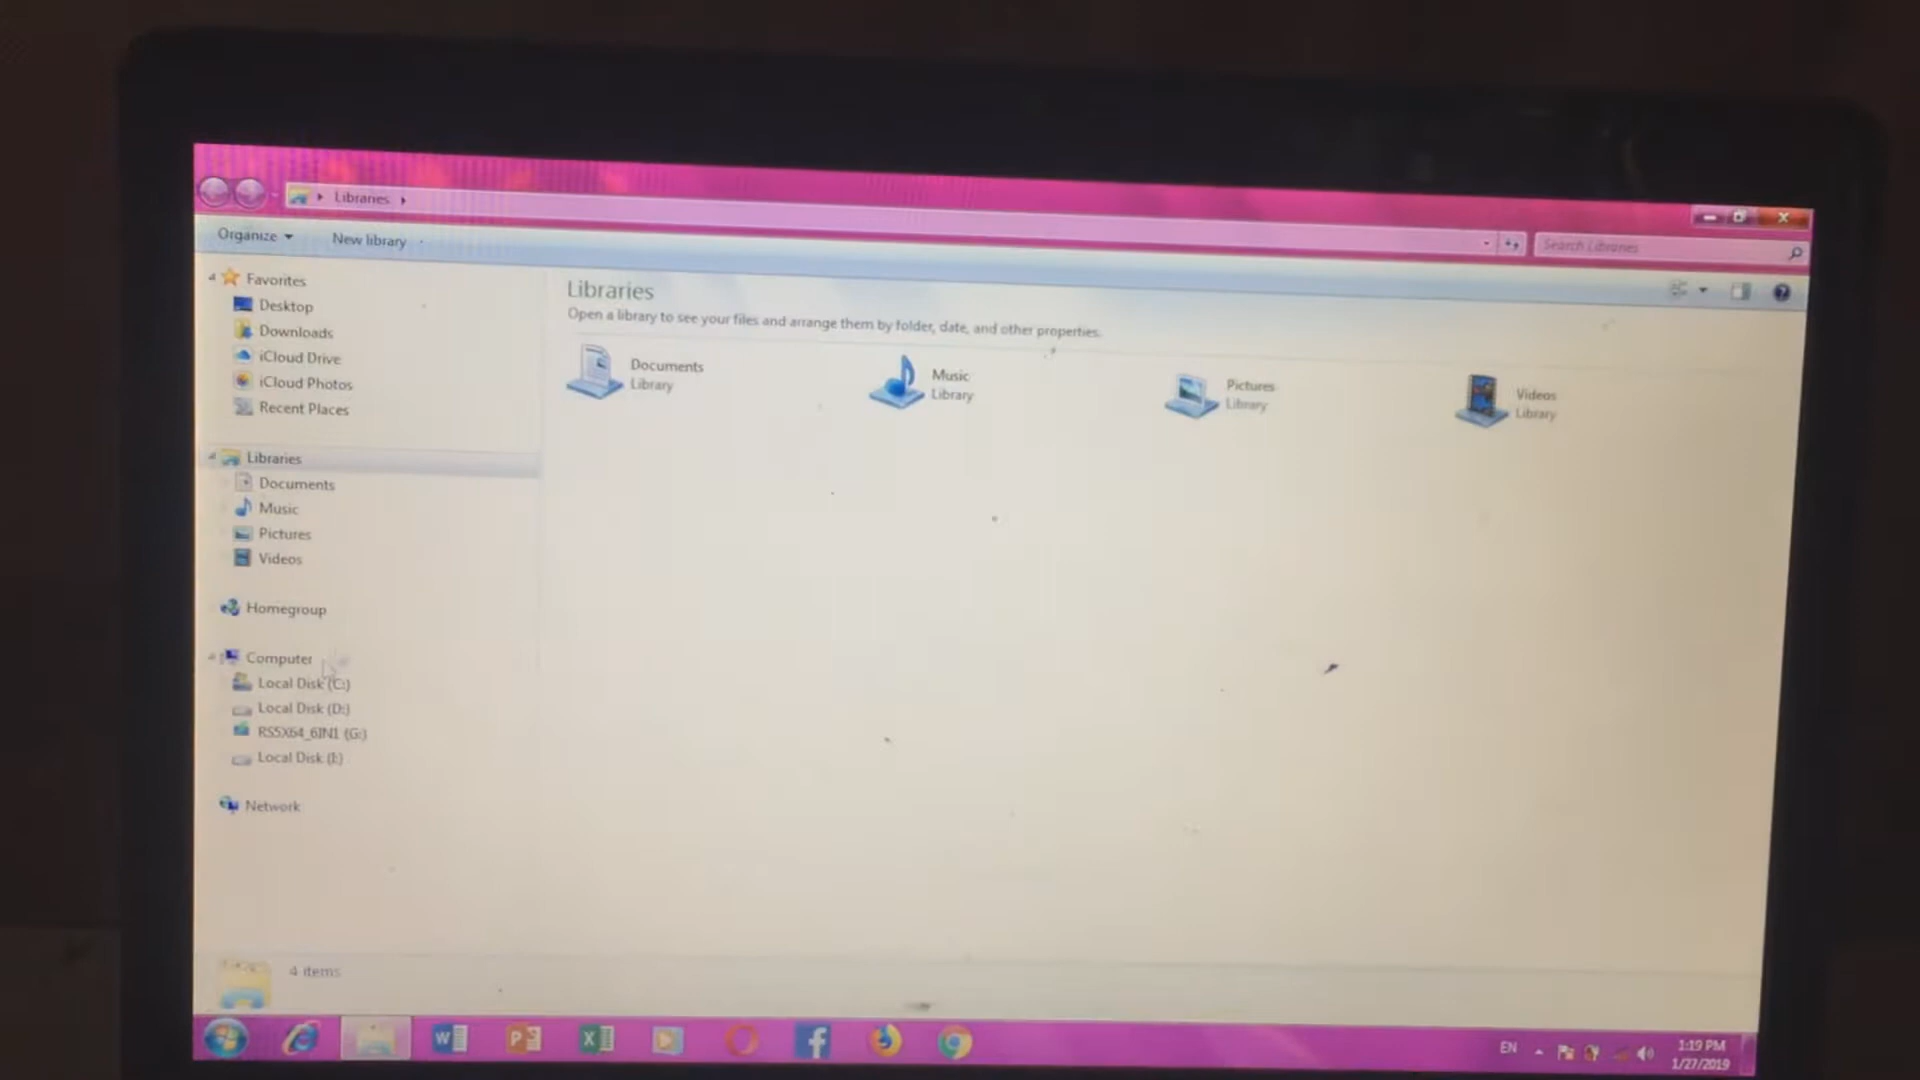 Libraries
Organize
New library
Search Libraries
Favorites
Desktop
Downloads
iCloud Drive
iCloud Photos
Recent Places
Libraries
Documents
Music
Pictures
Videos
Homegroup
Computer
Local Disk (C:)
Local Disk (D:)
RS5X64_6IN1 (G:)
Local Disk (I:)
Network
Libraries
Open a library to see your files and arrange them by folder, date, and other properties.
Documents
Library
Music
Library
Pictures
Library
Videos
Library
4 items
EN
1:19 PM
1/27/2019